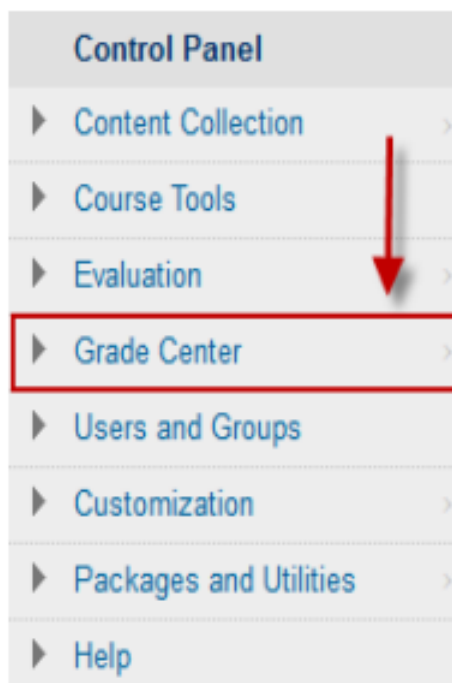 Control Panel
Content Collection
Course Tools
Evaluation
Grade Center
Users and Groups
Customization
Packages and Utilities
Help